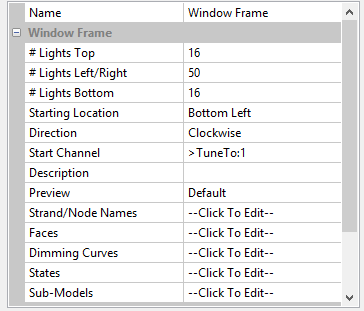 Name Window Frame
Window Frame
# Lights Top 16
# Lights Left/Right 50
# Lights Bottom 16
Starting Location Bottom Left
Direction Clockwise
Start Channel >TuneTo:1
Description
Preview Default
Strand/Node Names --Click To Edit--
Faces --Click To Edit--
Dimming Curves --Click To Edit--
States --Click To Edit--
Sub-Models --Click To Edit--